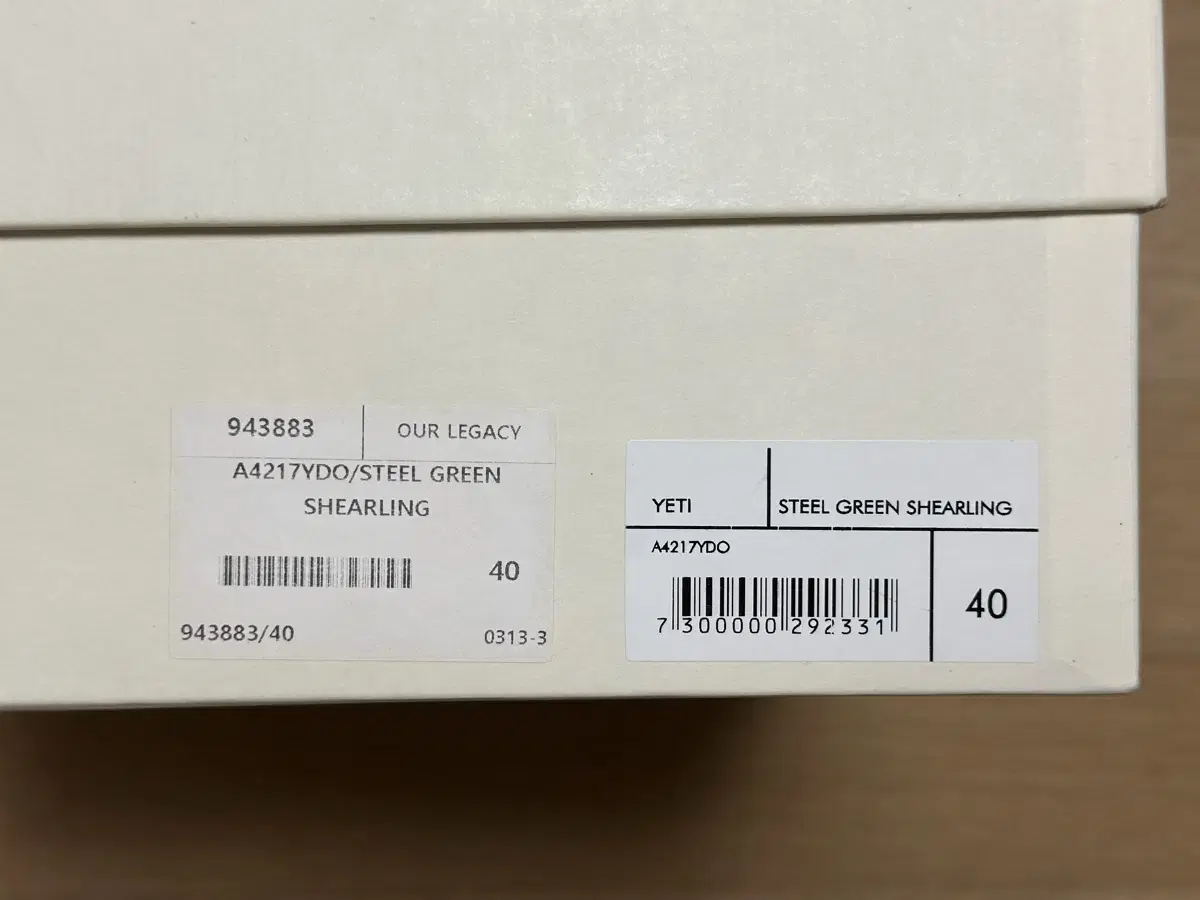 943883
OUR LEGACY
A4217YDO/STEEL GREEN
SHEARLING
40
943883/40
0313-3
YETI
STEEL GREEN SHEARLING
A4217YDO
7 300000 292331
40